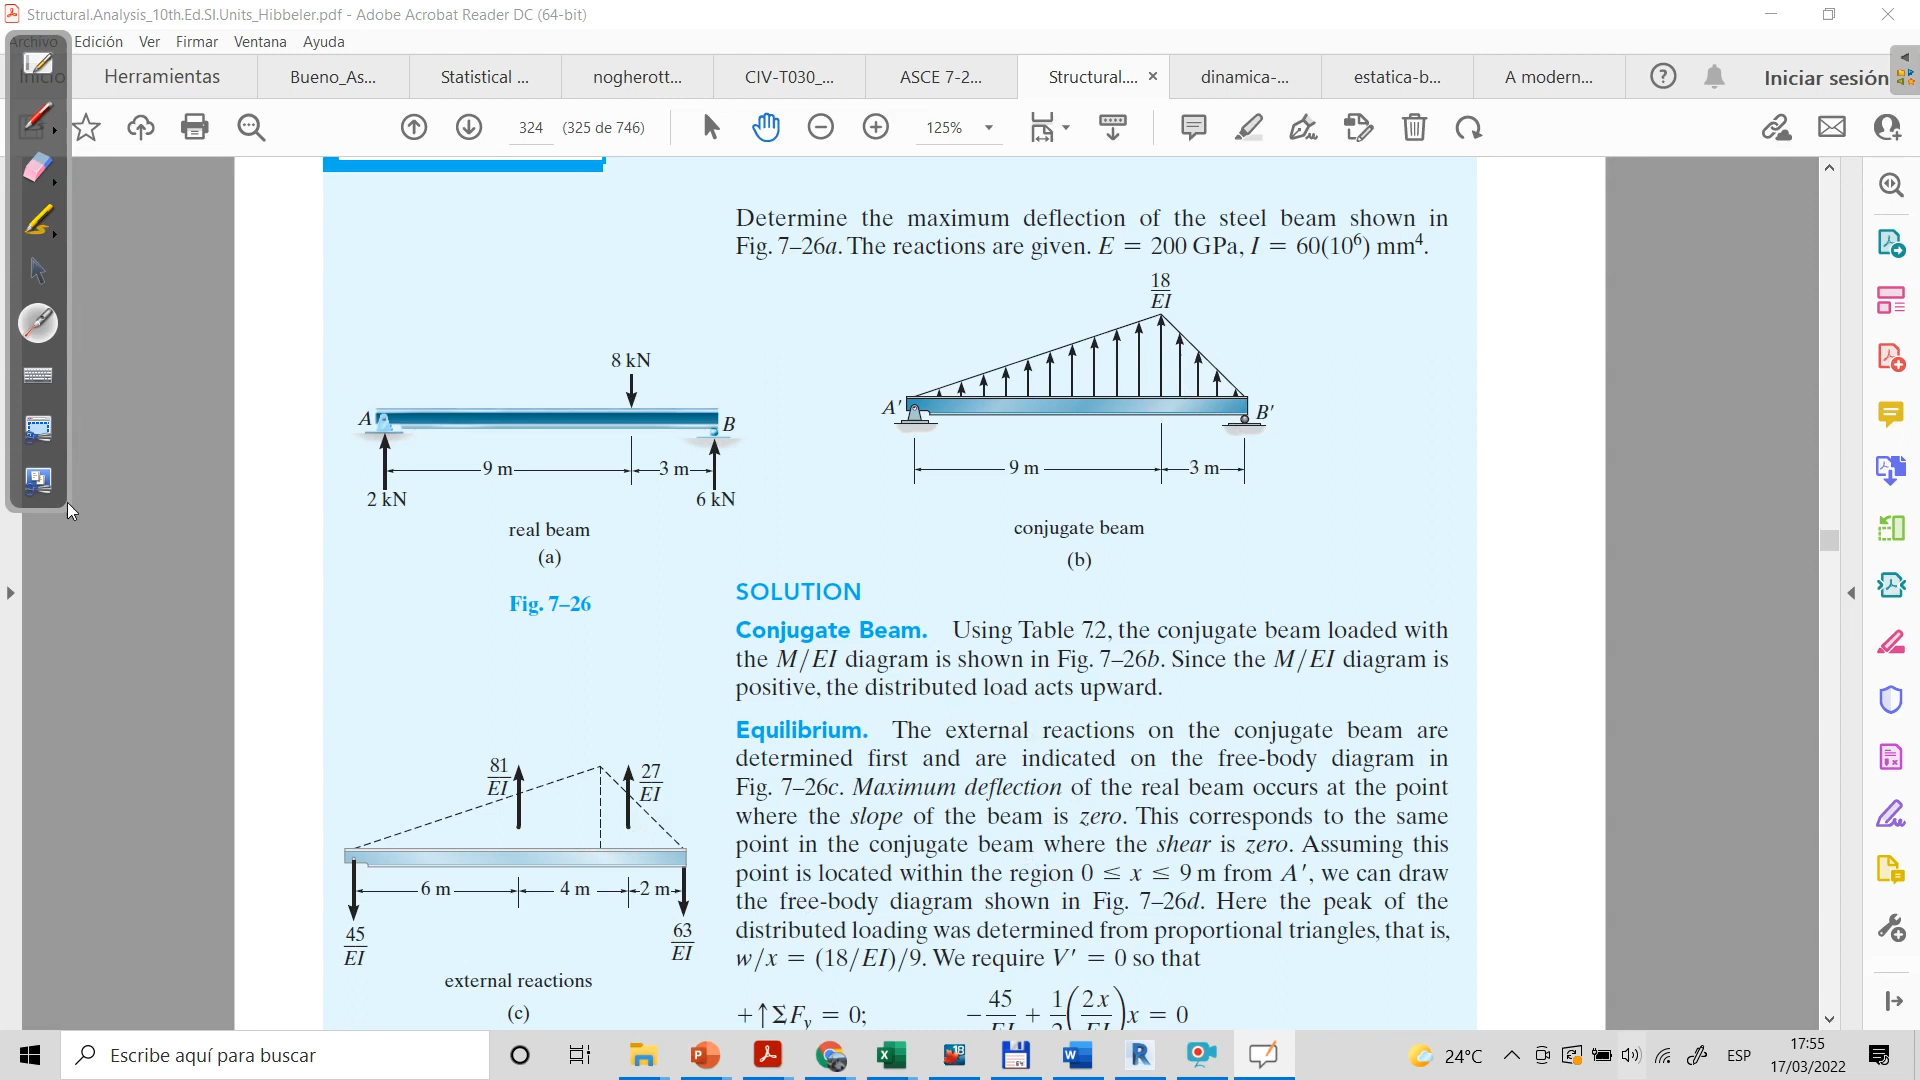 Structural.Analysis_10th.Ed.SI.Units_Hibbeler.pdf - Adobe Acrobat Reader DC (64-bit)
Archivo Edición Ver Firmar Ventana Ayuda
Inicio Herramientas Bueno_As... Statistical ... nogherott... CIV-T030_... ASCE 7-2... Structural.... × dinamica-... estatica-b... A modern... Iniciar sesión
324 (325 de 746) 125%
Determine the maximum deflection of the steel beam shown in
Fig. 7–26a. The reactions are given. E = 200 GPa, I = 60(10⁶) mm⁴.
8 kN
A
B
9 m
3 m
2 kN
6 kN
real beam
(a)
Fig. 7–26
18
EI
A'
B'
9 m
3 m
conjugate beam
(b)
SOLUTION
Conjugate Beam. Using Table 7.2, the conjugate beam loaded with
the M/EI diagram is shown in Fig. 7–26b. Since the M/EI diagram is
positive, the distributed load acts upward.
Equilibrium. The external reactions on the conjugate beam are
determined first and are indicated on the free-body diagram in
Fig. 7–26c. Maximum deflection of the real beam occurs at the point
where the slope of the beam is zero. This corresponds to the same
point in the conjugate beam where the shear is zero. Assuming this
point is located within the region 0 ≤ x ≤ 9 m from A', we can draw
the free-body diagram shown in Fig. 7–26d. Here the peak of the
distributed loading was determined from proportional triangles, that is,
w/x = (18/EI)/9. We require V' = 0 so that
+↑ΣFy = 0; −45/EI + 1/2(2x/EI)x = 0
81
EI
27
EI
6 m
4 m
2 m
45
EI
63
EI
external reactions
(c)
Escribe aquí para buscar
18
24°C
ESP
17:55
17/03/2022